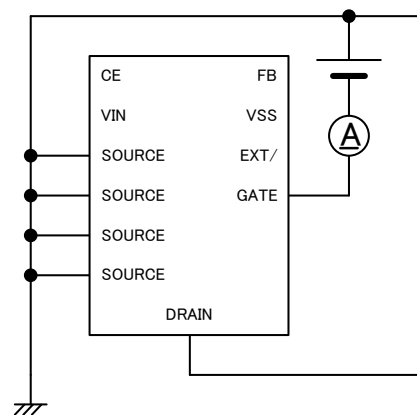 CE FB
VIN VSS
SOURCE EXT/
SOURCE GATE
SOURCE
SOURCE
DRAIN
A